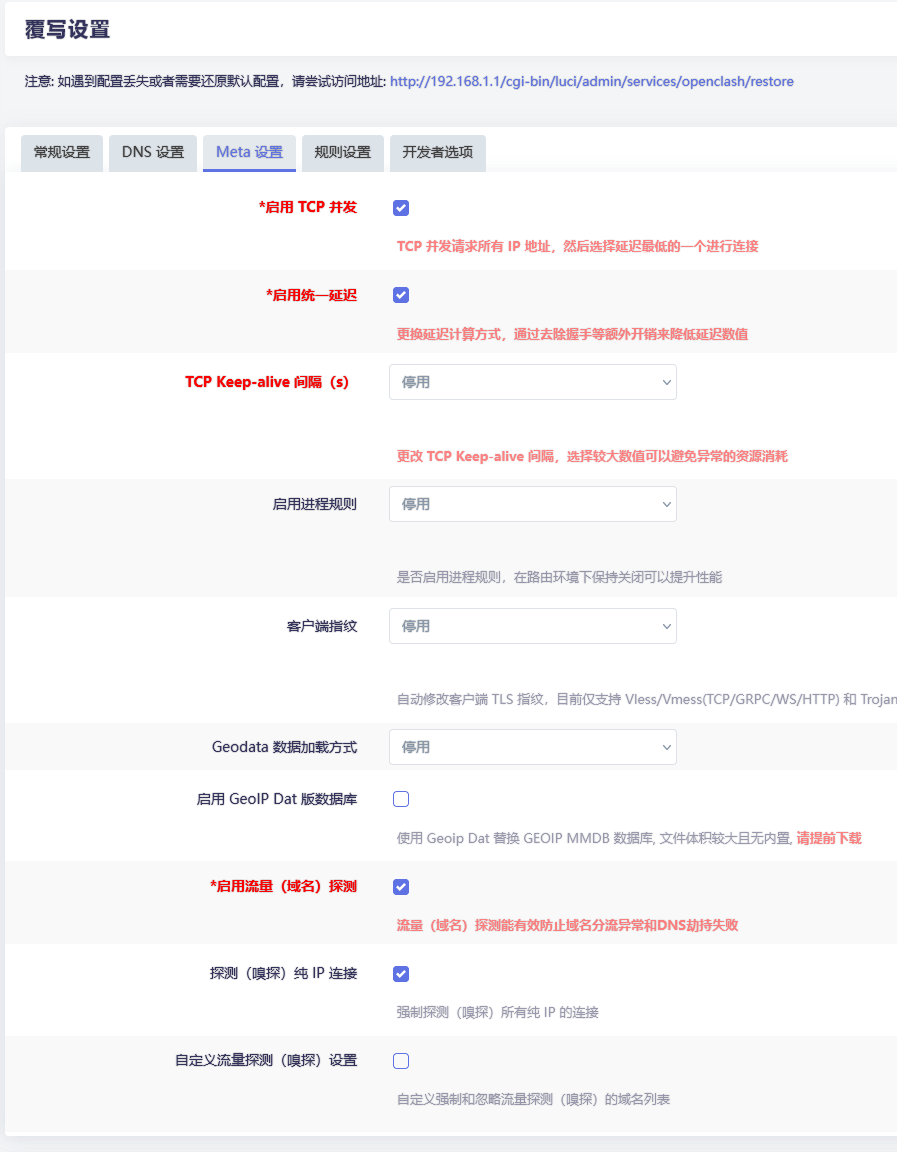 覆写设置
注意: 如遇到配置丢失或者需要还原默认配置，请尝试访问地址: http://192.168.1.1/cgi-bin/luci/admin/services/openclash/restore
常规设置 DNS 设置 Meta 设置 规则设置 开发者选项
*启用 TCP 并发
TCP 并发请求所有 IP 地址，然后选择延迟最低的一个进行连接
*启用统一延迟
更换延迟计算方式，通过去除握手等额外开销来降低延迟数值
TCP Keep-alive 间隔（s） 停用
更改 TCP Keep-alive 间隔，选择较大数值可以避免异常的资源消耗
启用进程规则 停用
是否启用进程规则，在路由环境下保持关闭可以提升性能
客户端指纹 停用
自动修改客户端 TLS 指纹，目前仅支持 Vless/Vmess(TCP/GRPC/WS/HTTP) 和 Trojan
Geodata 数据加载方式 停用
启用 GeoIP Dat 版数据库
使用 Geoip Dat 替换 GEOIP MMDB 数据库, 文件体积较大且无内置, 请提前下载
*启用流量（域名）探测
流量（域名）探测能有效防止域名分流异常和DNS劫持失败
探测（嗅探）纯 IP 连接
强制探测（嗅探）所有纯 IP 的连接
自定义流量探测（嗅探）设置
自定义强制和忽略流量探测（嗅探）的域名列表